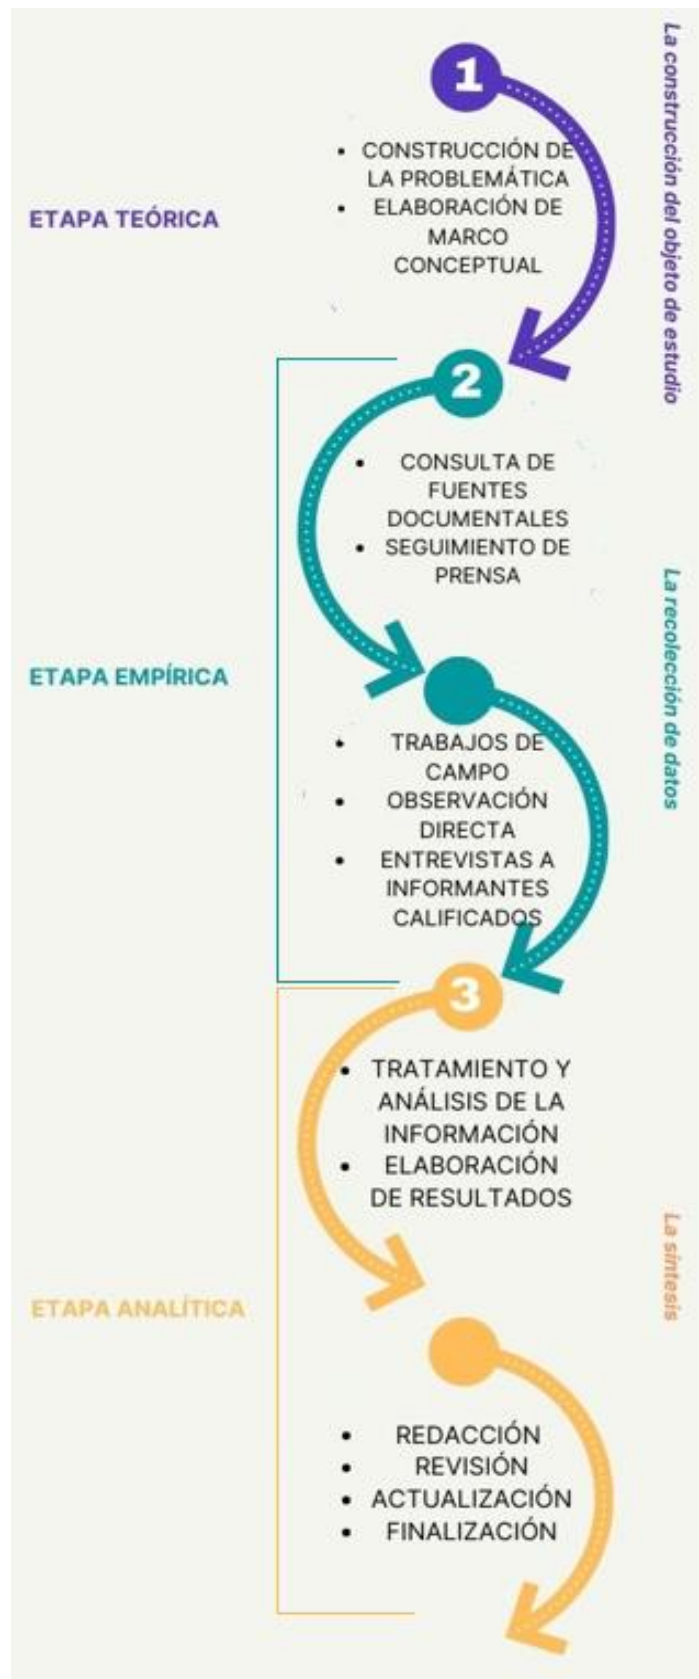 1
La construcción del objeto de estudio
• CONSTRUCCIÓN DE
LA PROBLEMÁTICA
• ELABORACIÓN DE
MARCO
CONCEPTUAL
ETAPA TEÓRICA
2
• CONSULTA DE
FUENTES
DOCUMENTALES
• SEGUIMIENTO DE
PRENSA
ETAPA EMPÍRICA
La recolección de datos
• TRABAJOS DE
CAMPO
• OBSERVACIÓN
DIRECTA
• ENTREVISTAS A
INFORMANTES
CALIFICADOS
3
• TRATAMIENTO Y
ANÁLISIS DE LA
INFORMACIÓN
• ELABORACIÓN
DE RESULTADOS
ETAPA ANALÍTICA
La síntesis
• REDACCIÓN
• REVISIÓN
• ACTUALIZACIÓN
• FINALIZACIÓN